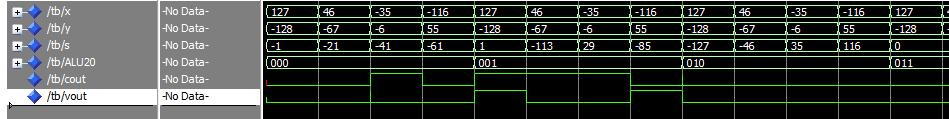 /tb/x -No Data- 127 46 -35 -116 127 46 -35 -116 127 46 -35 -116 127
/tb/y -No Data- -128 -67 -6 55 -128 -67 -6 55 -128 -67 -6 55 -128
/tb/s -No Data- -1 -21 -41 -61 1 -113 29 -85 -127 -46 35 116 0
/tb/ALU20 -No Data- 000 001 010 011
/tb/cout -No Data-
/tb/vout -No Data-